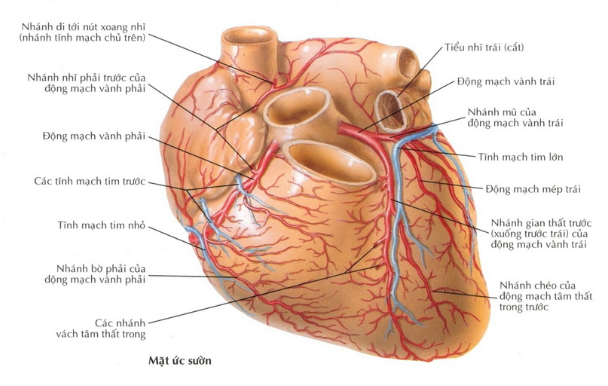 Nhánh đi tới nút xoang nhĩ
(nhánh tĩnh mạch chủ trên)
Nhánh nhĩ phải trước của
động mạch vành phải
Động mạch vành phải
Các tĩnh mạch tim trước
Tĩnh mạch tim nhỏ
Nhánh bờ phải của
động mạch vành phải
Các nhánh
vách tâm thất trong
Mặt ức sườn
Tiểu nhĩ trái (cắt)
Động mạch vành trái
Nhánh mũ của
động mạch vành trái
Tĩnh mạch tim lớn
Động mạch mép trái
Nhánh gian thất trước
(xuống trước trái) của
động mạch vành trái
Nhánh chéo của
động mạch tâm thất
trong trước